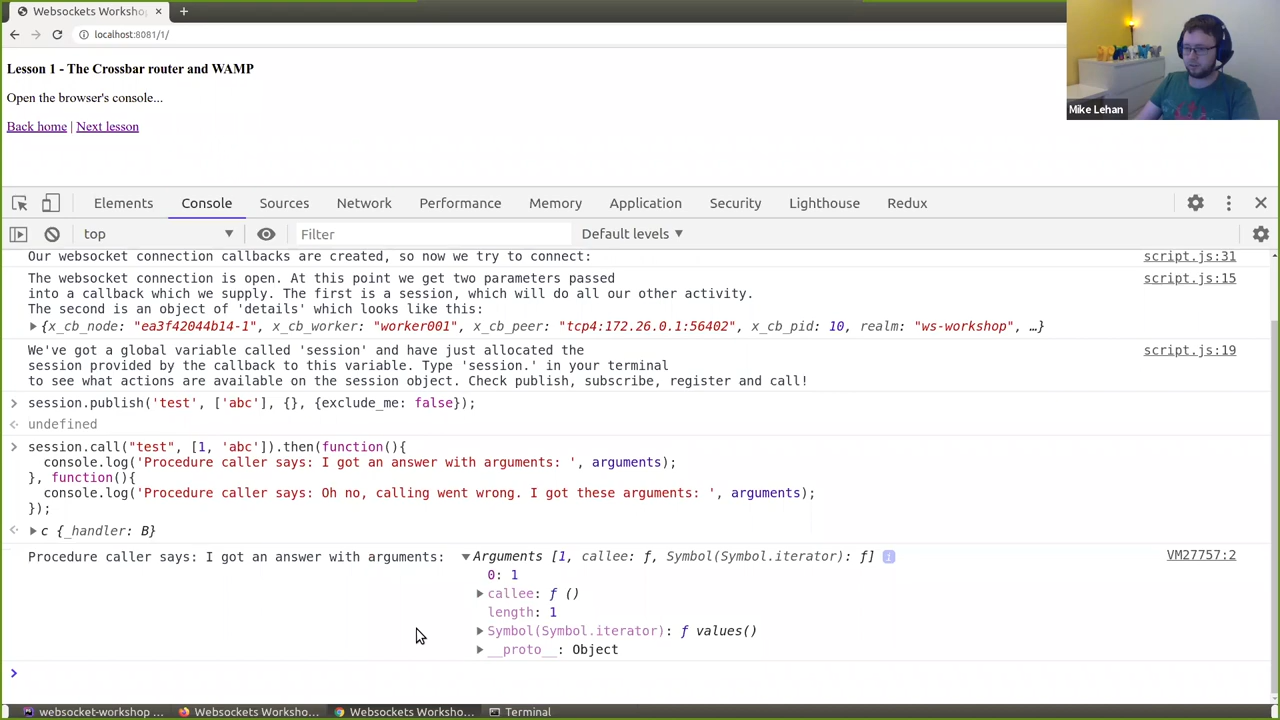 Websockets Worksho
localhost:8081/1/
Lesson 1 - The Crossbar router and WAMP
Open the browser's console...
Back home | Next lesson
Mike Lehan
Elements Console Sources Network Performance Memory Application Security Lighthouse Redux
top Filter Default levels
Our websocket connection callbacks are created, so now we try to connect: script.js:31
The websocket connection is open. At this point we get two parameters passed script.js:15
into a callback which we supply. The first is a session, which will do all our other activity.
The second is an object of 'details' which looks like this:
{x_cb_node: "ea3f42044b14-1", x_cb_worker: "worker001", x_cb_peer: "tcp4:172.26.0.1:56402", x_cb_pid: 10, realm: "ws-workshop", …}
We've got a global variable called 'session' and have just allocated the script.js:19
session provided by the callback to this variable. Type 'session.' in your terminal
to see what actions are available on the session object. Check publish, subscribe, register and call!
session.publish('test', ['abc'], {}, {exclude_me: false});
undefined
session.call("test", [1, 'abc']).then(function(){
console.log('Procedure caller says: I got an answer with arguments: ', arguments);
}, function(){
console.log('Procedure caller says: Oh no, calling went wrong. I got these arguments: ', arguments);
});
c {_handler: B}
Procedure caller says: I got an answer with arguments: Arguments [1, callee: ƒ, Symbol(Symbol.iterator): ƒ] i VM27757:2
0: 1
callee: ƒ ()
length: 1
Symbol(Symbol.iterator): ƒ values()
__proto__: Object
websocket-workshop ... Websockets Worksho... Websockets Worksho... Terminal